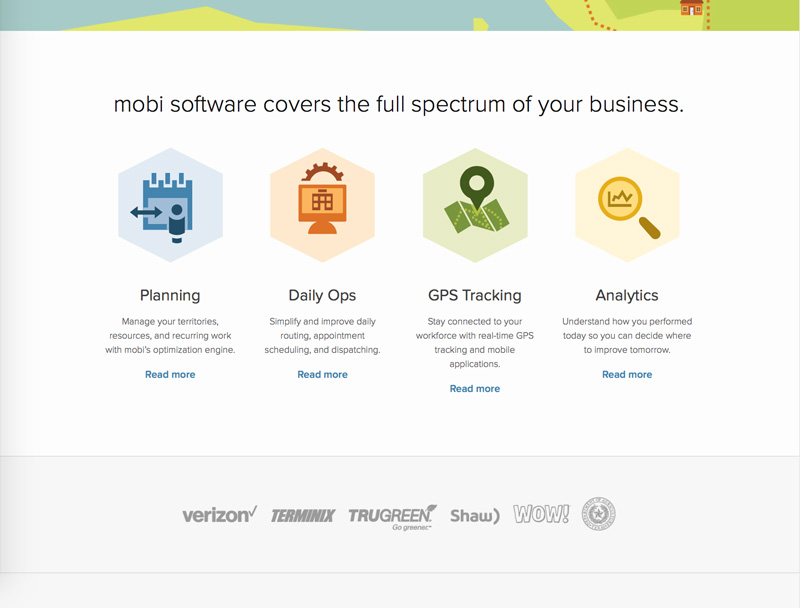 mobi software covers the full spectrum of your business.
Planning
Manage your territories,
resources, and recurring work
with mobi's optimization engine.
Read more
Daily Ops
Simplify and improve daily
routing, appointment
scheduling, and dispatching.
Read more
GPS Tracking
Stay connected to your
workforce with real-time GPS
tracking and mobile
applications.
Read more
Analytics
Understand how you performed
today so you can decide where
to improve tomorrow.
Read more
verizon TERMINIX TRUGREEN Shaw) WOW!
Go greener.™